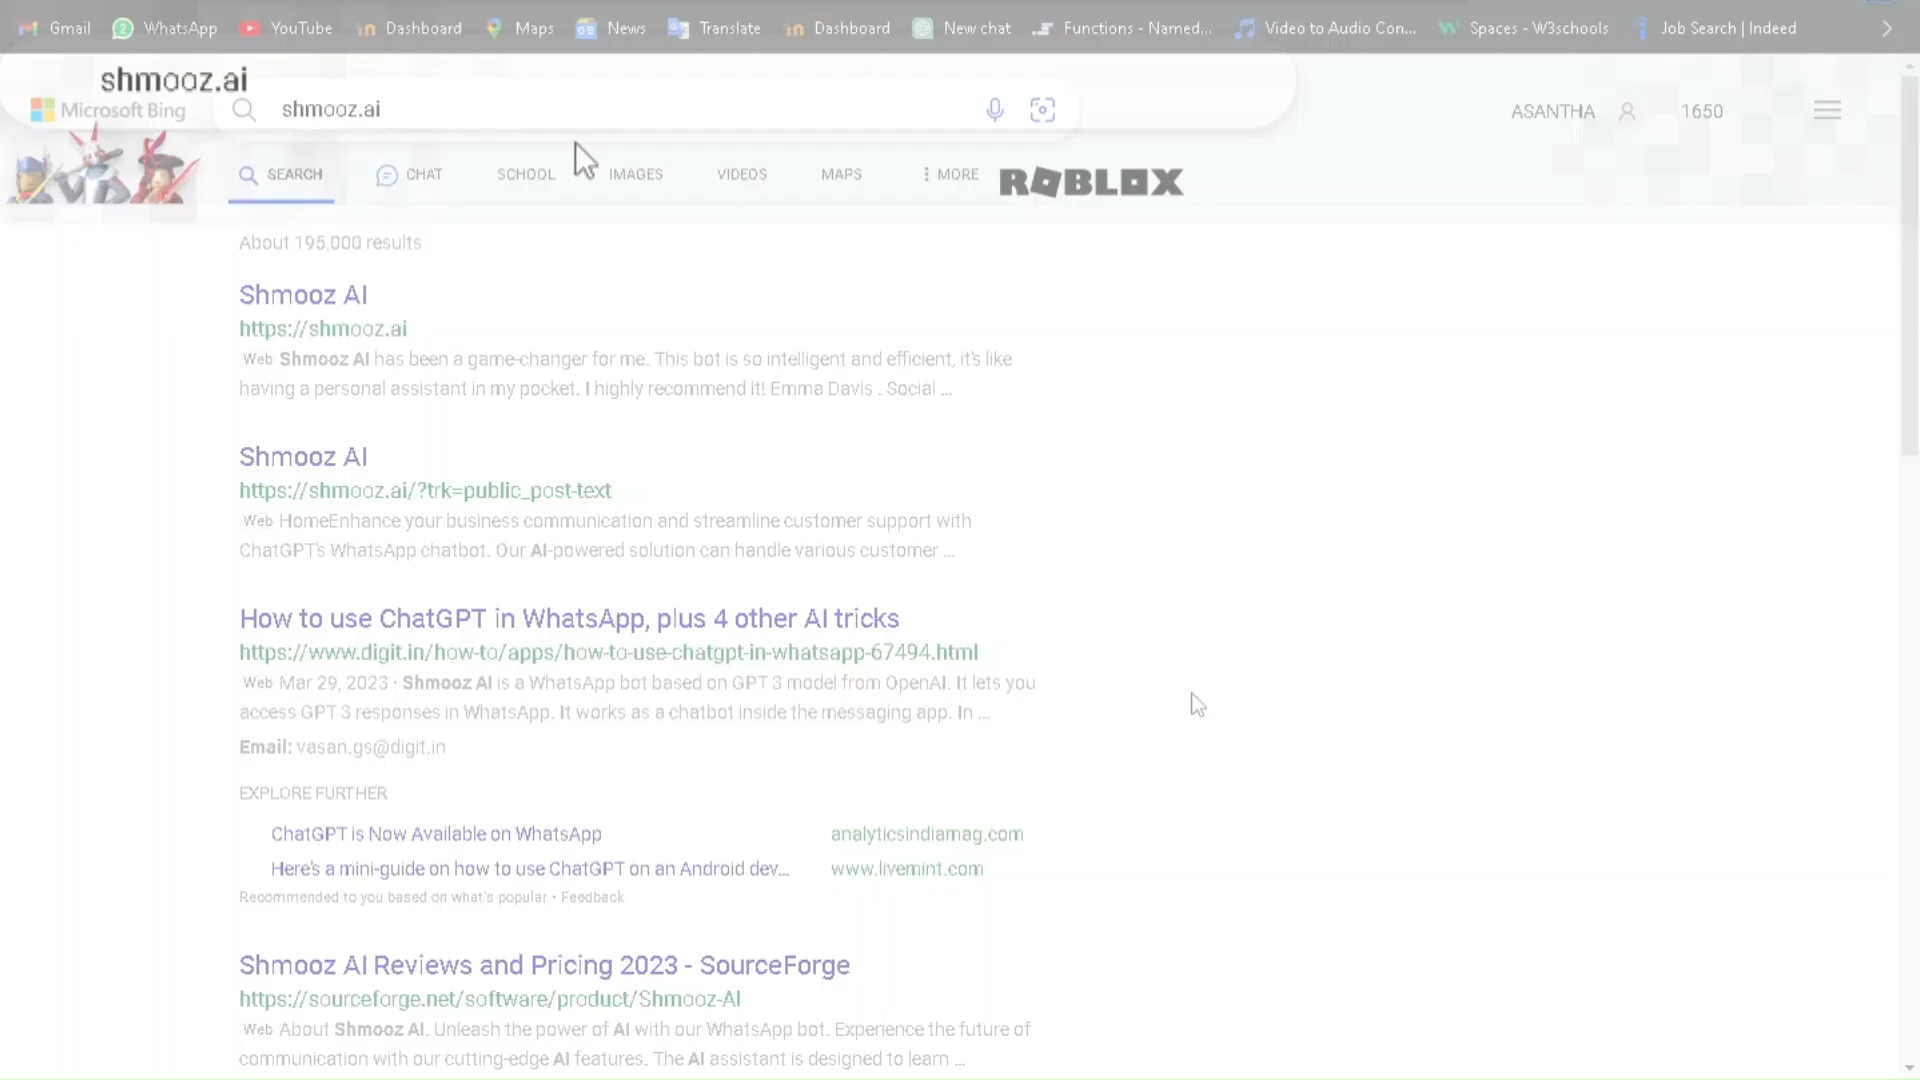 Gmail WhatsApp YouTube Dashboard Maps News Translate Dashboard New chat Functions - Named... Video to Audio Con... Spaces - W3schools Job Search | Indeed
shmooz.ai
Microsoft Bing shmooz.ai ASANTHA 1650
SEARCH CHAT SCHOOL IMAGES VIDEOS MAPS MORE ROBLOX
About 195,000 results
Shmooz AI
https://shmooz.ai
Web Shmooz AI has been a game-changer for me. This bot is so intelligent and efficient, it's like
having a personal assistant in my pocket. I highly recommend it! Emma Davis . Social ...
Shmooz AI
https://shmooz.ai/?trk=public_post-text
Web HomeEnhance your business communication and streamline customer support with
ChatGPT's WhatsApp chatbot. Our AI-powered solution can handle various customer ...
How to use ChatGPT in WhatsApp, plus 4 other AI tricks
https://www.digit.in/how-to/apps/how-to-use-chatgpt-in-whatsapp-67494.html
Web Mar 29, 2023 · Shmooz AI is a WhatsApp bot based on GPT 3 model from OpenAI. It lets you
access GPT 3 responses in WhatsApp. It works as a chatbot inside the messaging app. In ...
Email: vasan.gs@digit.in
EXPLORE FURTHER
ChatGPT is Now Available on WhatsApp analyticsindiamag.com
Here's a mini-guide on how to use ChatGPT on an Android dev... www.livemint.com
Recommended to you based on what's popular • Feedback
Shmooz AI Reviews and Pricing 2023 - SourceForge
https://sourceforge.net/software/product/Shmooz-AI
Web About Shmooz AI. Unleash the power of AI with our WhatsApp bot. Experience the future of
communication with our cutting-edge AI features. The AI assistant is designed to learn ...